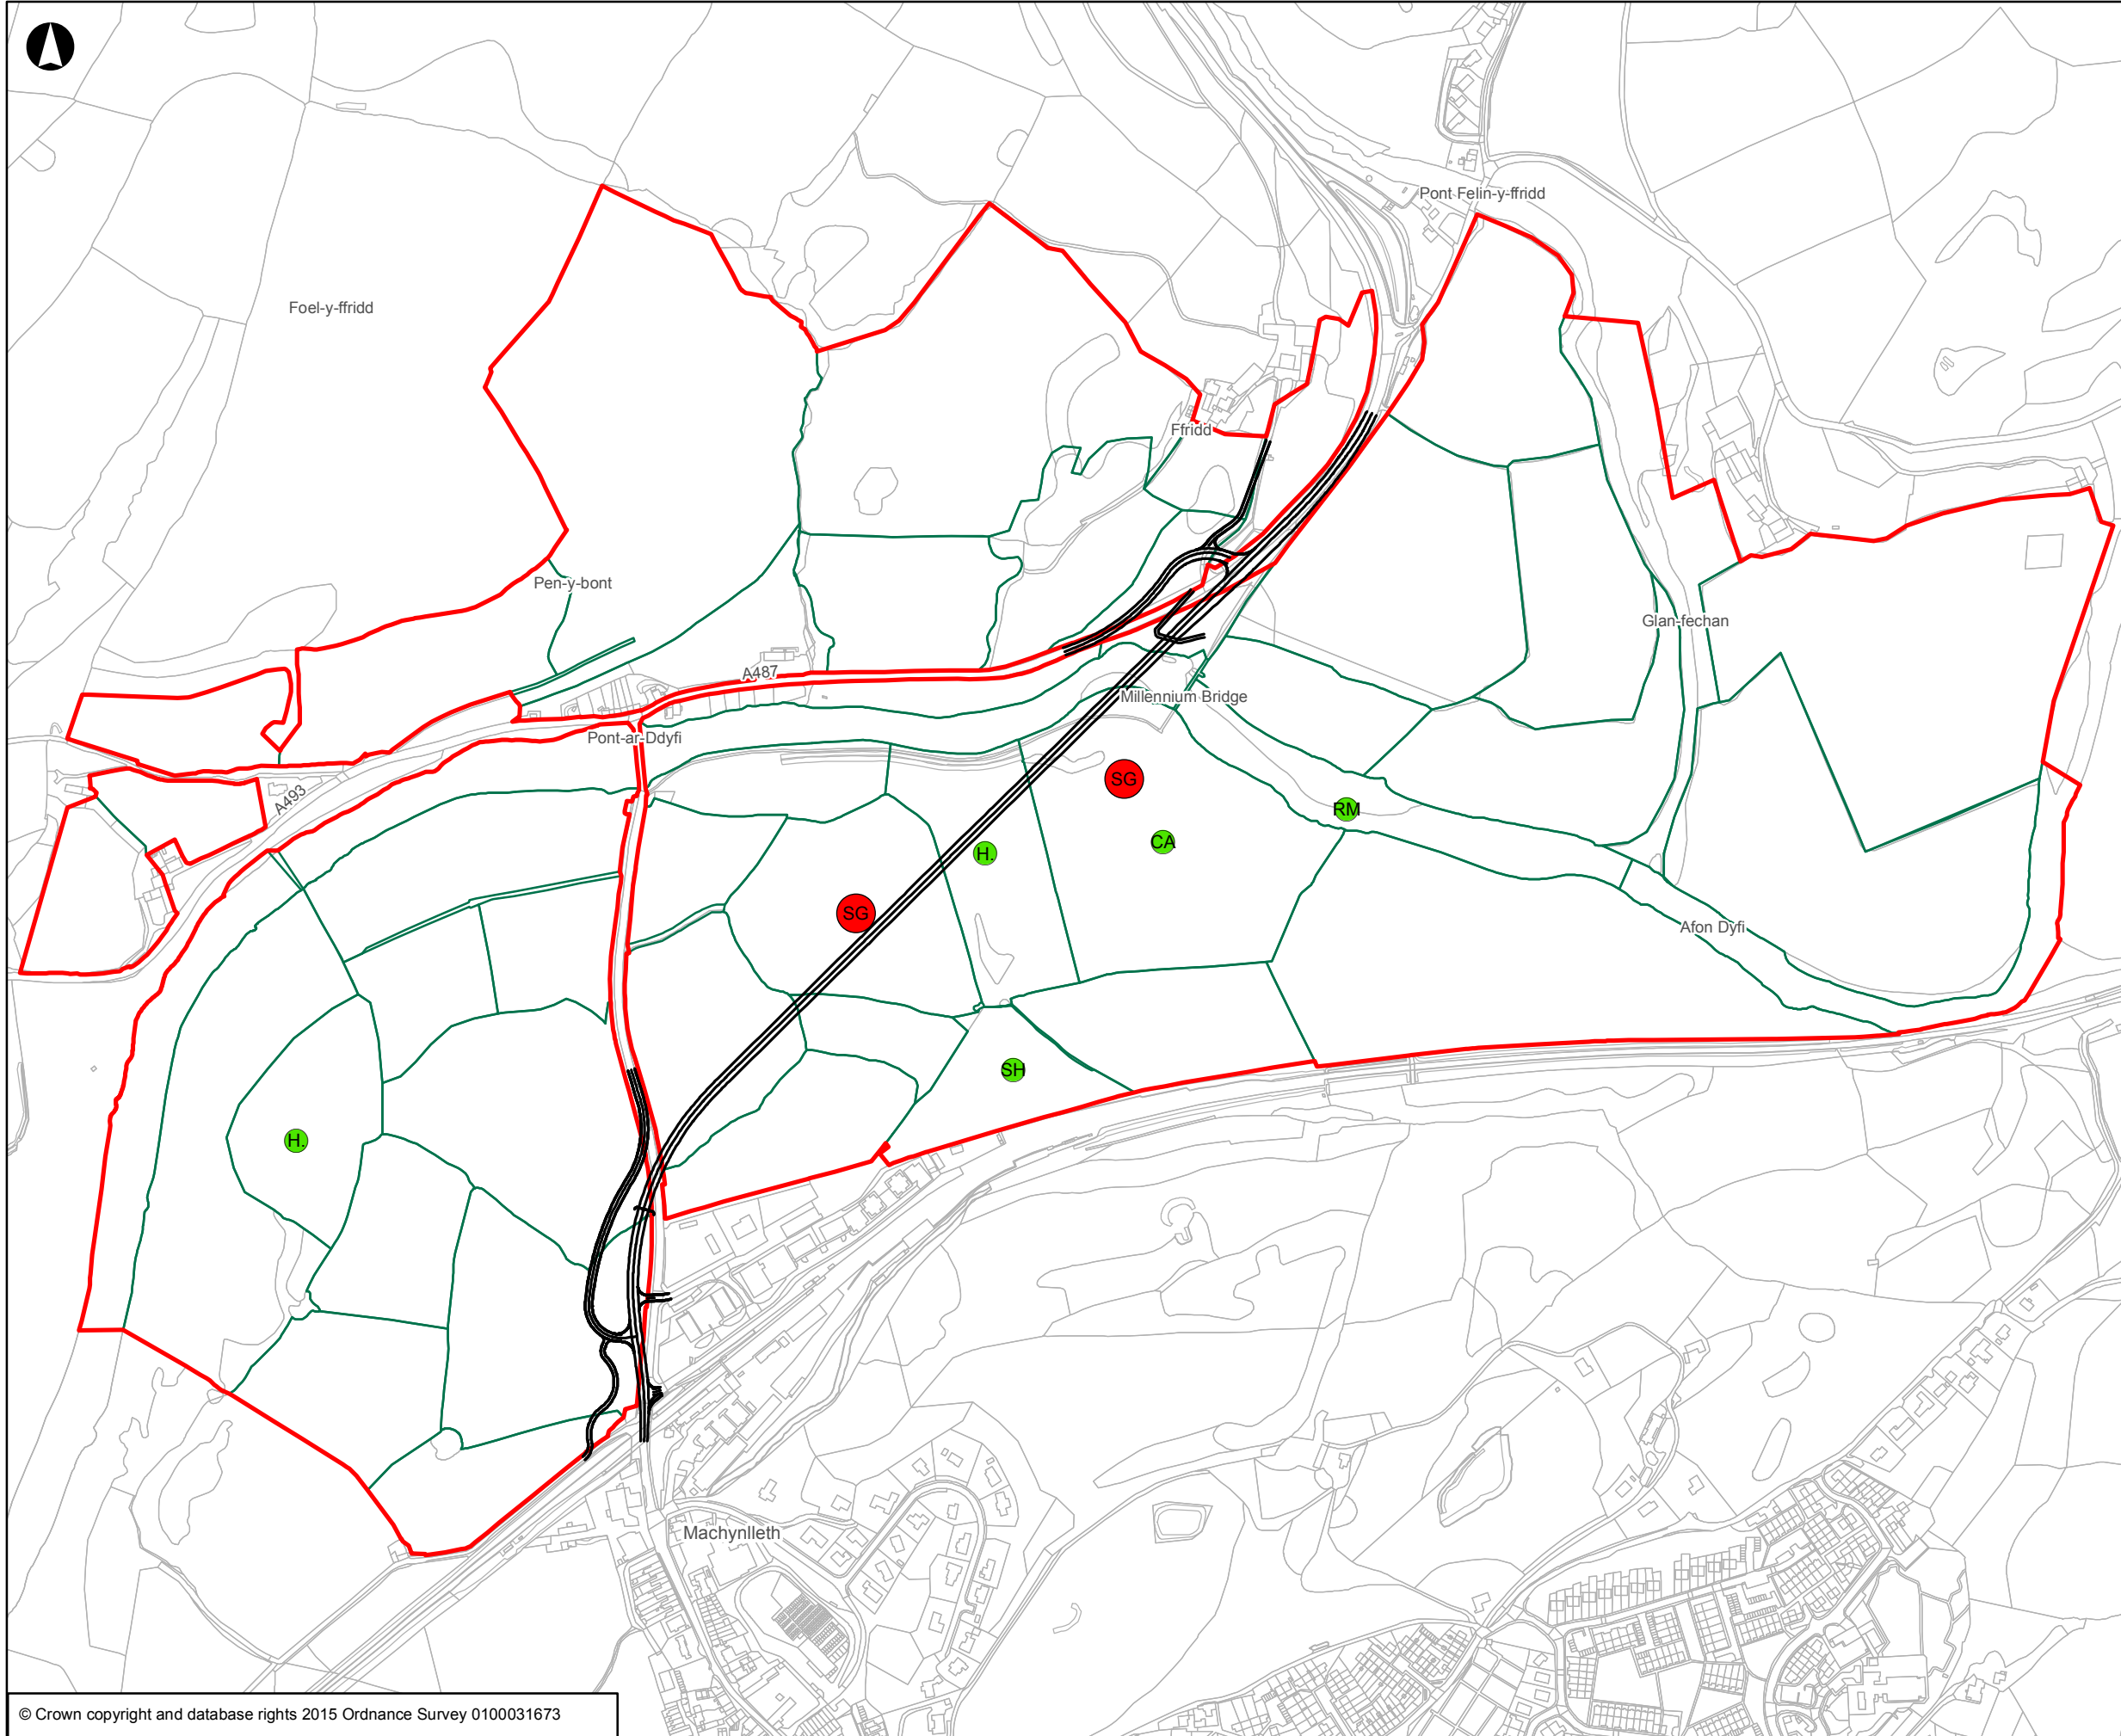 Pont Felin-y-ffridd
Foel-y-ffridd
Ffridd
Pen-y-bont
Glan-fechan
A487
Millennium Bridge
Pont-ar-Ddyfi
SG
A493
RM
CA
H.
SG
Afon Dyfi
SH
H.
Machynlleth
© Crown copyright and database rights 2015 Ordnance Survey 0100031673